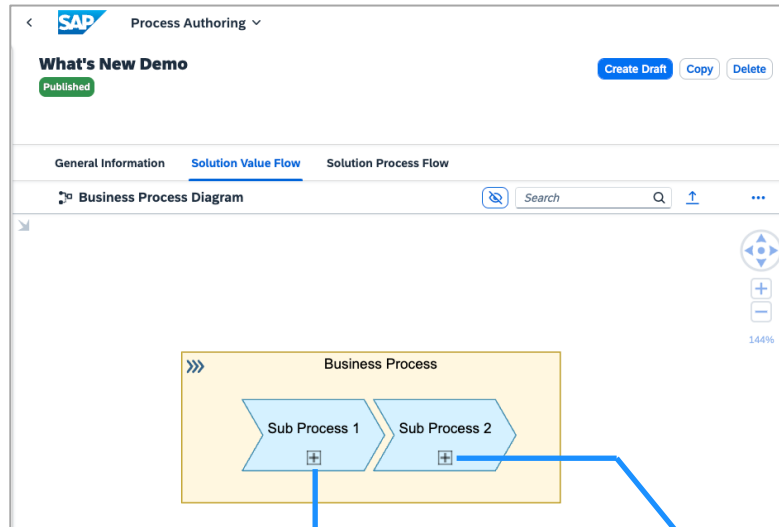 SAP Process Authoring
What's New Demo
Create Draft Copy Delete
Published
General Information Solution Value Flow Solution Process Flow
Business Process Diagram Search
144%
Business Process
Sub Process 1 Sub Process 2